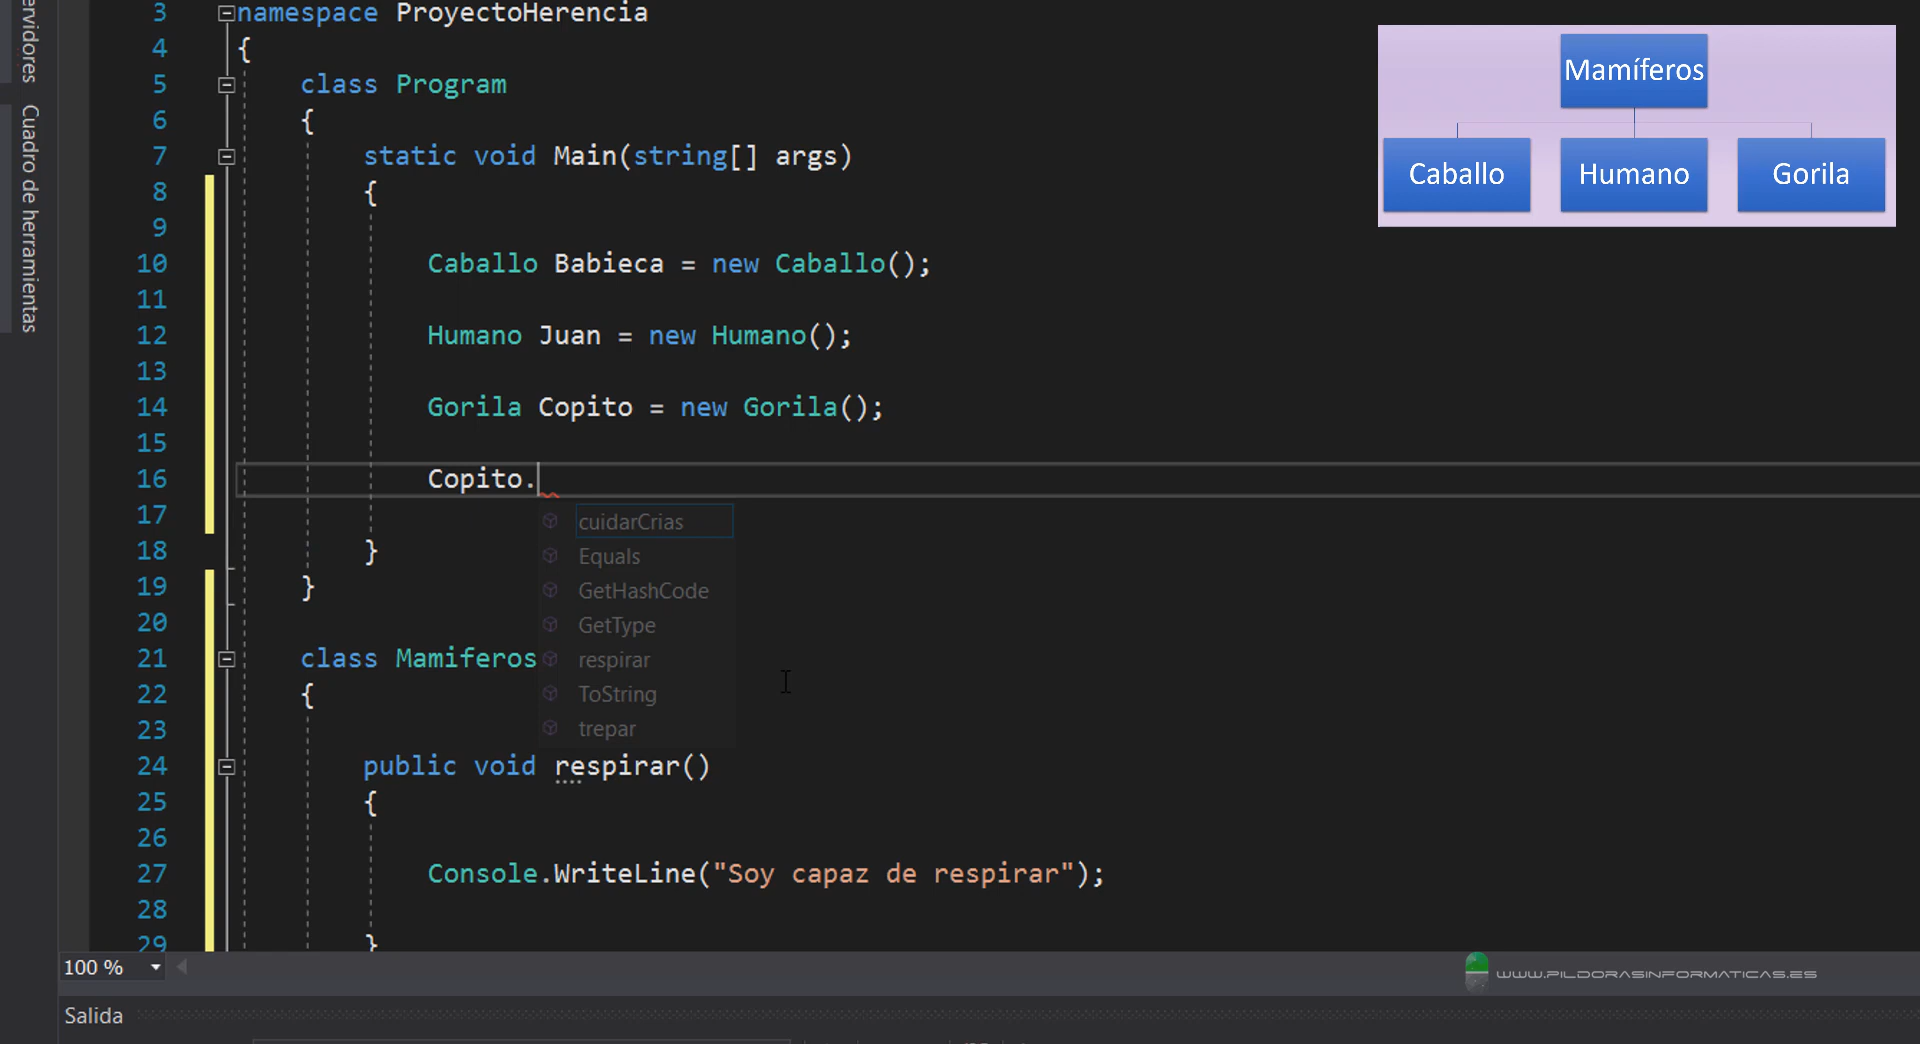 ervidores
Cuadro de herramientas
3 namespace ProyectoHerencia
4 {
5 class Program
6 {
7 static void Main(string[] args)
8 {
9
10 Caballo Babieca = new Caballo();
11
12 Humano Juan = new Humano();
13
14 Gorila Copito = new Gorila();
15
16 Copito.
17
18 }
19 }
20
21 class Mamiferos
22 {
23
24 public void respirar()
25 {
26
27 Console.WriteLine("Soy capaz de respirar");
28
29 }
cuidarCrias
Equals
GetHashCode
GetType
respirar
ToString
trepar
Mamíferos
Caballo Humano Gorila
100 %
WWW.PILDORASINFORMATICAS.ES
Salida